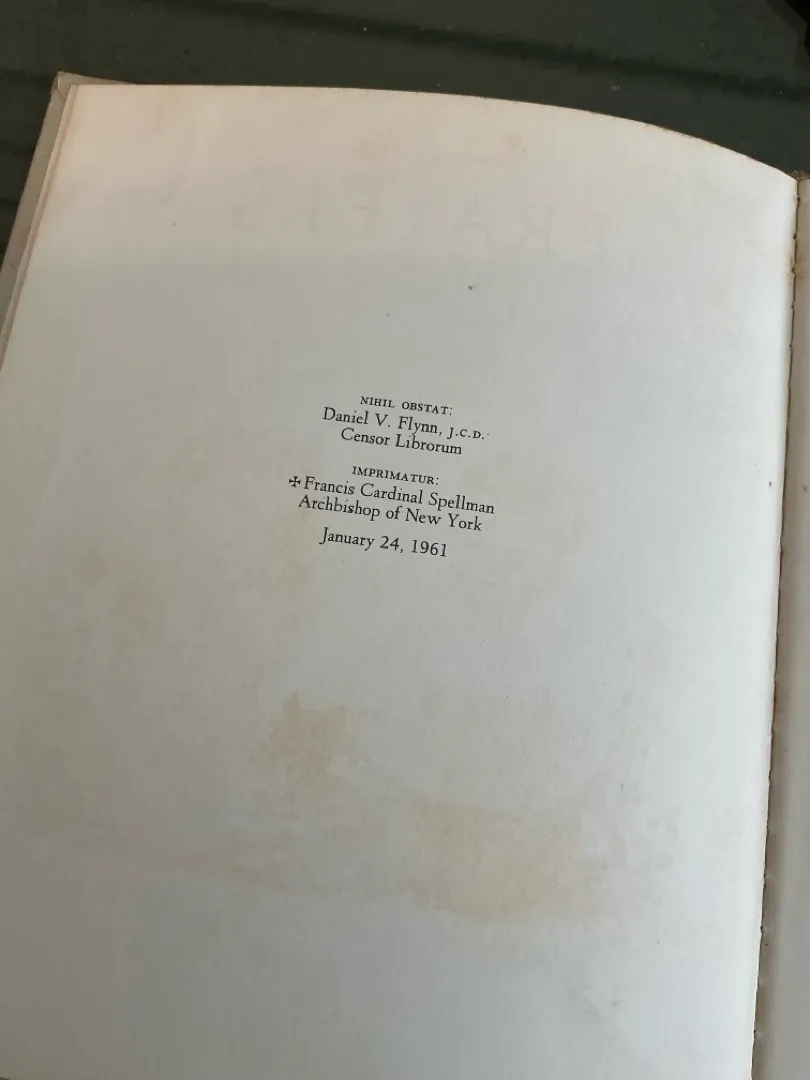 NIHIL OBSTAT:
Daniel V. Flynn, J.C.D.
Censor Librorum
IMPRIMATUR:
✠ Francis Cardinal Spellman
Archbishop of New York
January 24, 1961